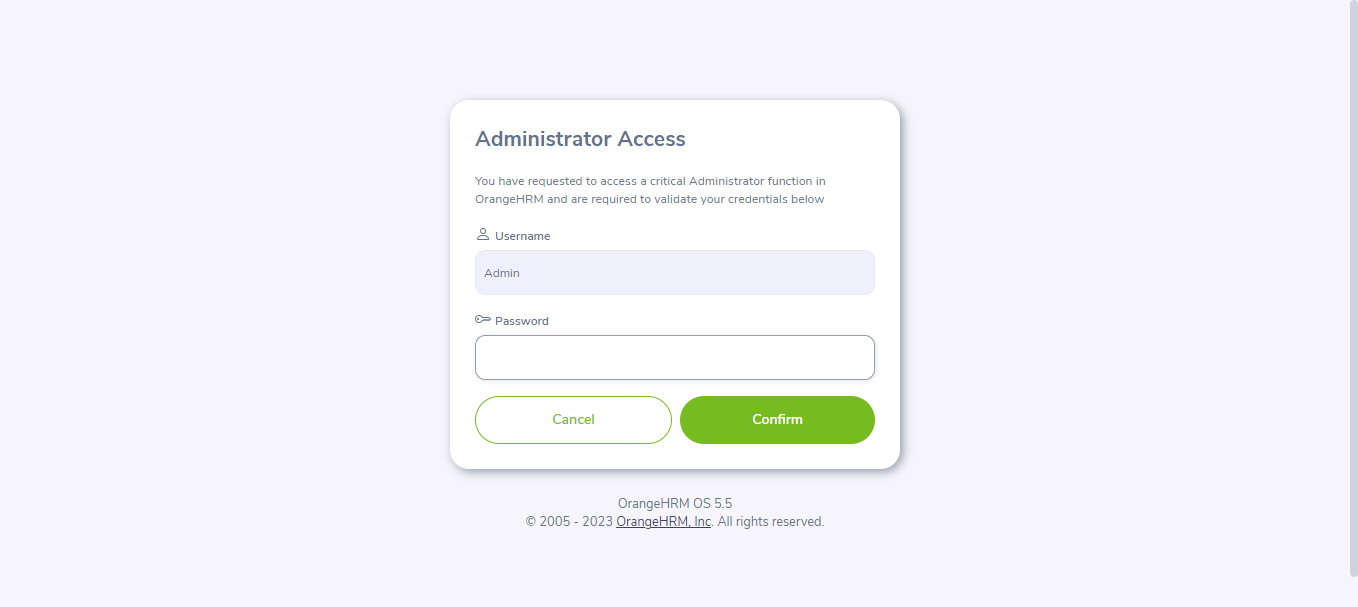 Administrator Access
You have requested to access a critical Administrator function in
OrangeHRM and are required to validate your credentials below
Username
Admin
Password
Cancel
Confirm
OrangeHRM OS 5.5
© 2005 - 2023 OrangeHRM, Inc. All rights reserved.